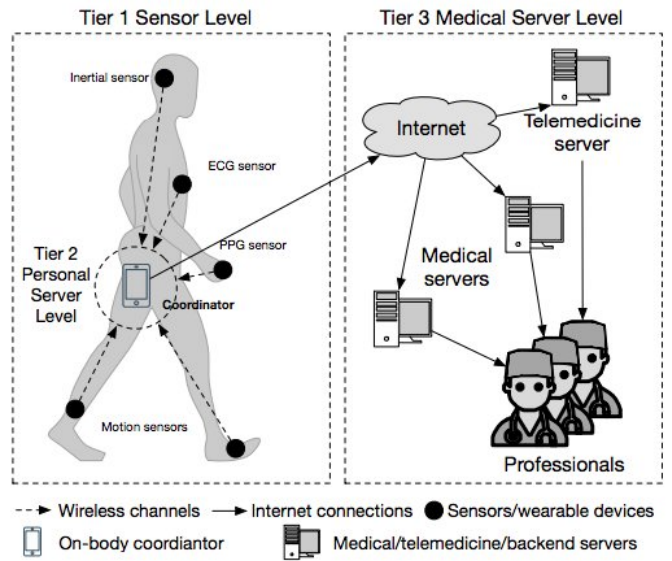 Tier 1 Sensor Level
Tier 3 Medical Server Level
Inertial sensor
ECG sensor
PPG sensor
Tier 2
Personal
Server
Level
Coordinator
Motion sensors
Internet
Telemedicine
server
Medical
servers
Professionals
Wireless channels
Internet connections
Sensors/wearable devices
On-body coordiantor
Medical/telemedicine/backend servers